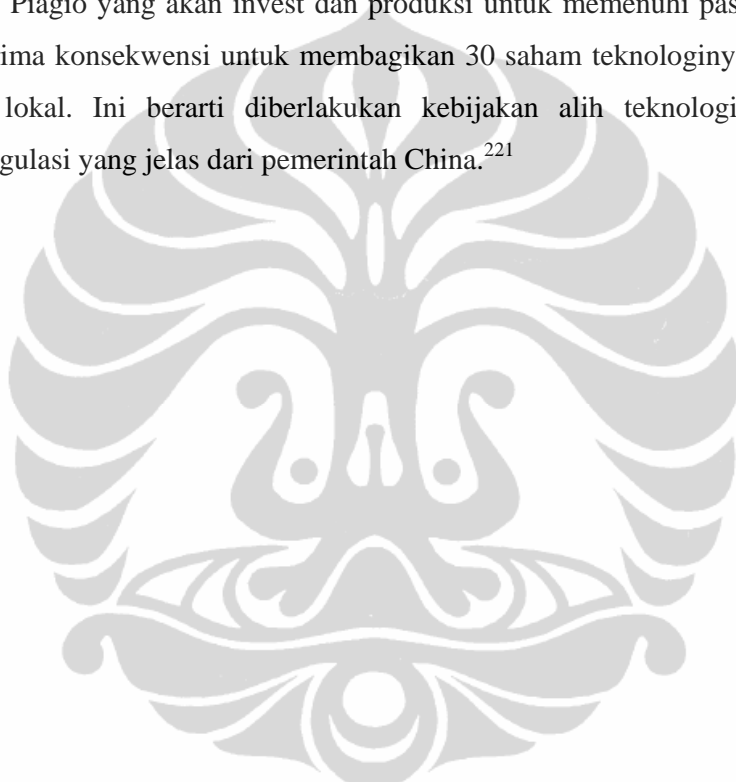 Piagio yang akan invest dan produksi untuk memenuhi pas
ima konsekwensi untuk membagikan 30 saham teknologiny
lokal. Ini berarti diberlakukan kebijakan alih teknologi
gulasi yang jelas dari pemerintah China.221